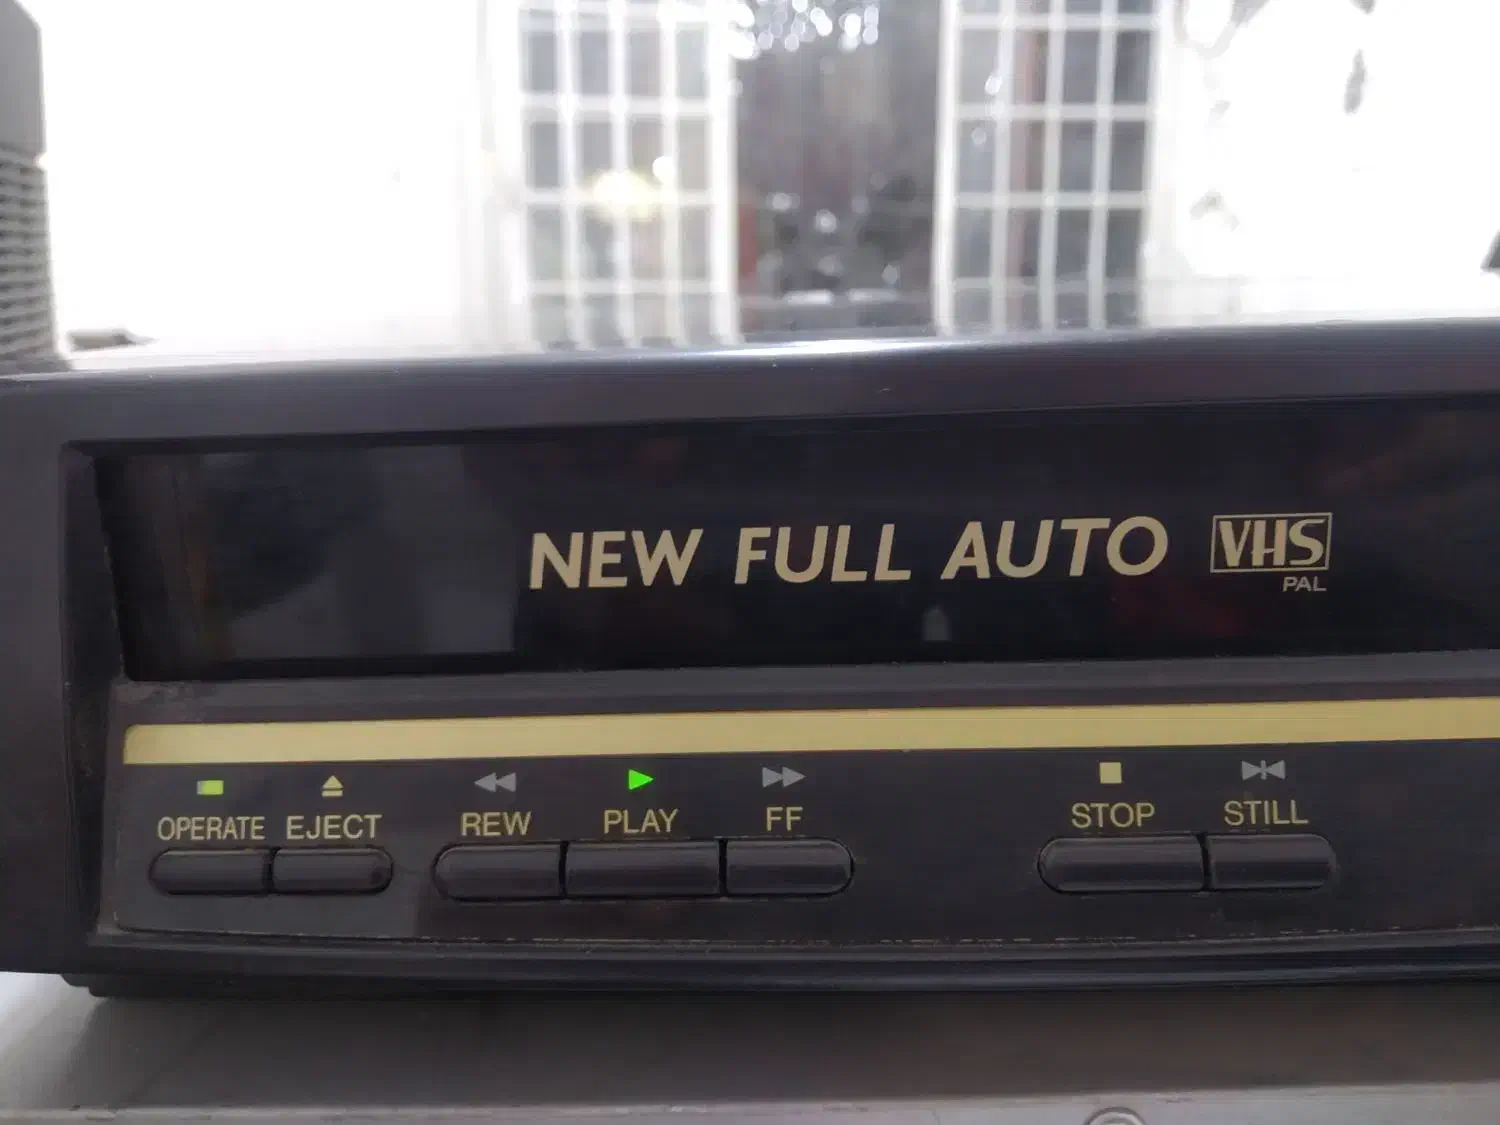 NEW FULL AUTO VHS
PAL
OPERATE EJECT REW PLAY FF STOP STILL